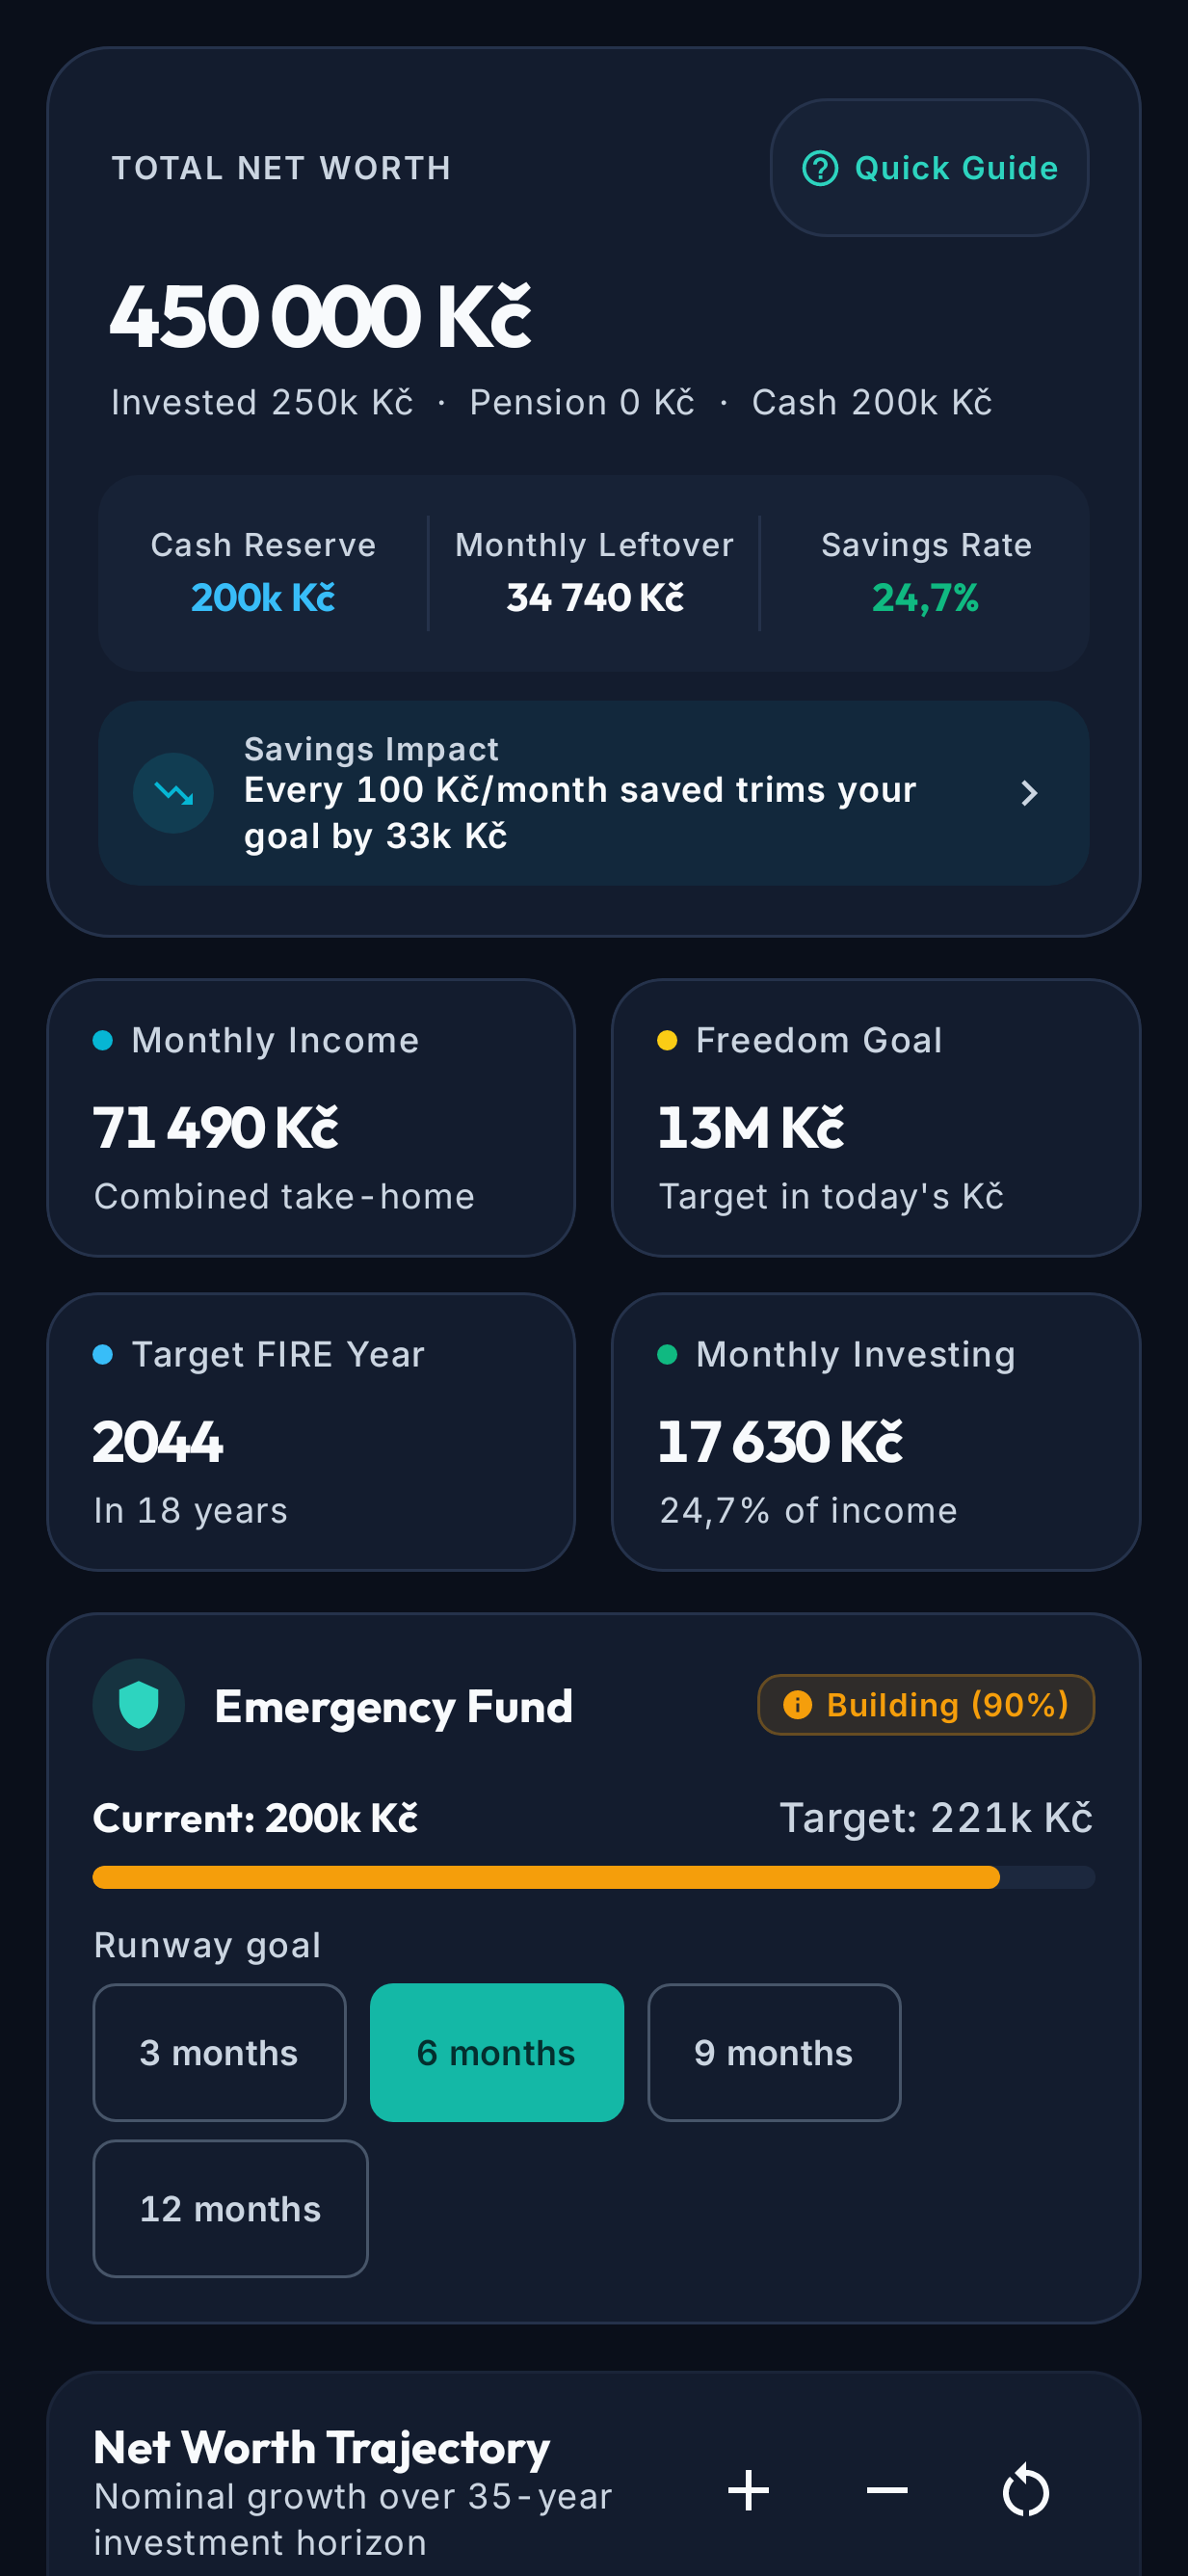 TOTAL NET WORTH
Quick Guide
450 000 Kč
Invested 250k Kč · Pension 0 Kč · Cash 200k Kč
Cash Reserve
200k Kč
Monthly Leftover
34 740 Kč
Savings Rate
24,7%
Savings Impact
Every 100 Kč/month saved trims your
goal by 33k Kč
Monthly Income
71 490 Kč
Combined take-home
Freedom Goal
13M Kč
Target in today's Kč
Target FIRE Year
2044
In 18 years
Monthly Investing
17 630 Kč
24,7% of income
Emergency Fund
Building (90%)
Current: 200k Kč
Target: 221k Kč
Runway goal
3 months
6 months
9 months
12 months
Net Worth Trajectory
Nominal growth over 35-year
investment horizon